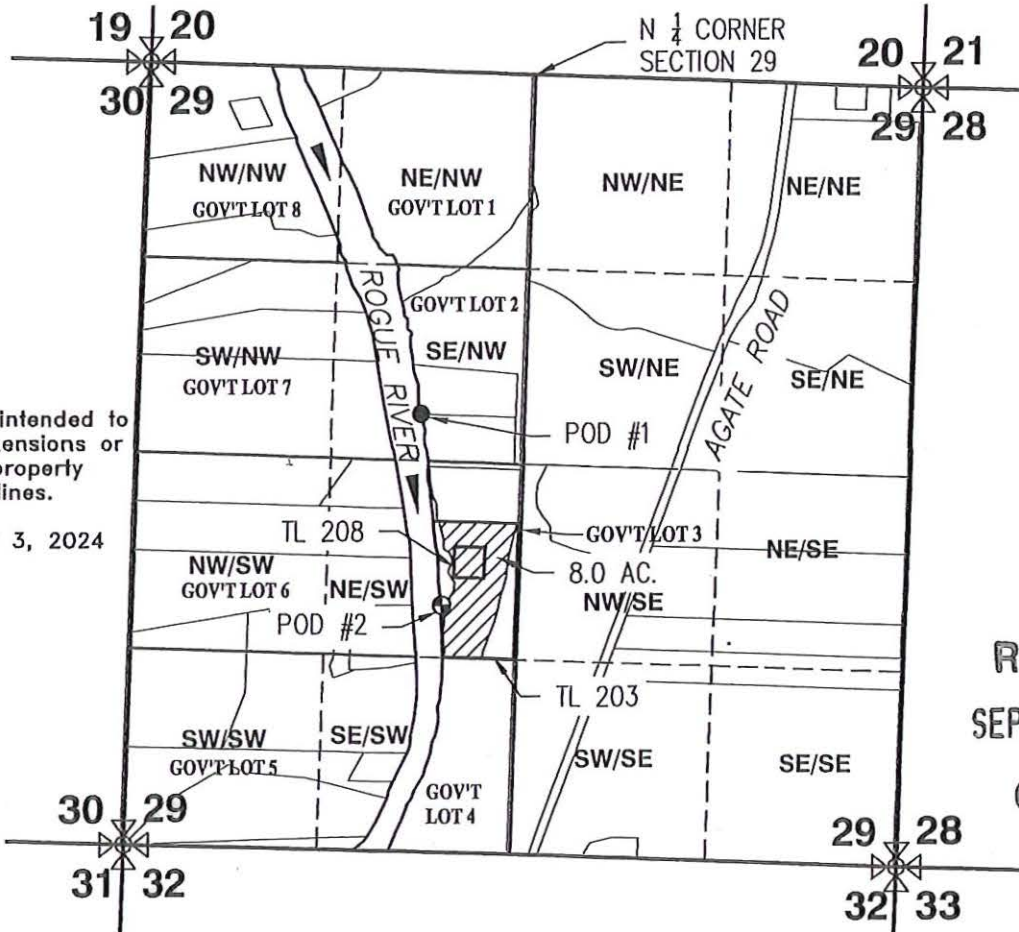 19 20
30 29
N 1/4 CORNER
SECTION 29
20 21
29 28
NW/NW
GOV'T LOT 8
NE/NW
GOV'T LOT 1
NW/NE
NE/NE
ROGUE RIVER
GOV'T LOT 2
SE/NW
SW/NW
GOV'T LOT 7
SW/NE
AGATE ROAD
SE/NE
POD #1
intended to
ensions or
property
lines.
3, 2024
TL 208
GOV'T LOT 3
8.0 AC.
NE/SE
NW/SW
GOV'T LOT 6
NE/SW
NW/SE
POD #2
TL 203
R
SEP
SW/SW
GOV'T LOT 5
SE/SW
GOV'T
LOT 4
SW/SE
SE/SE
30 29
31 32
29 28
32 33